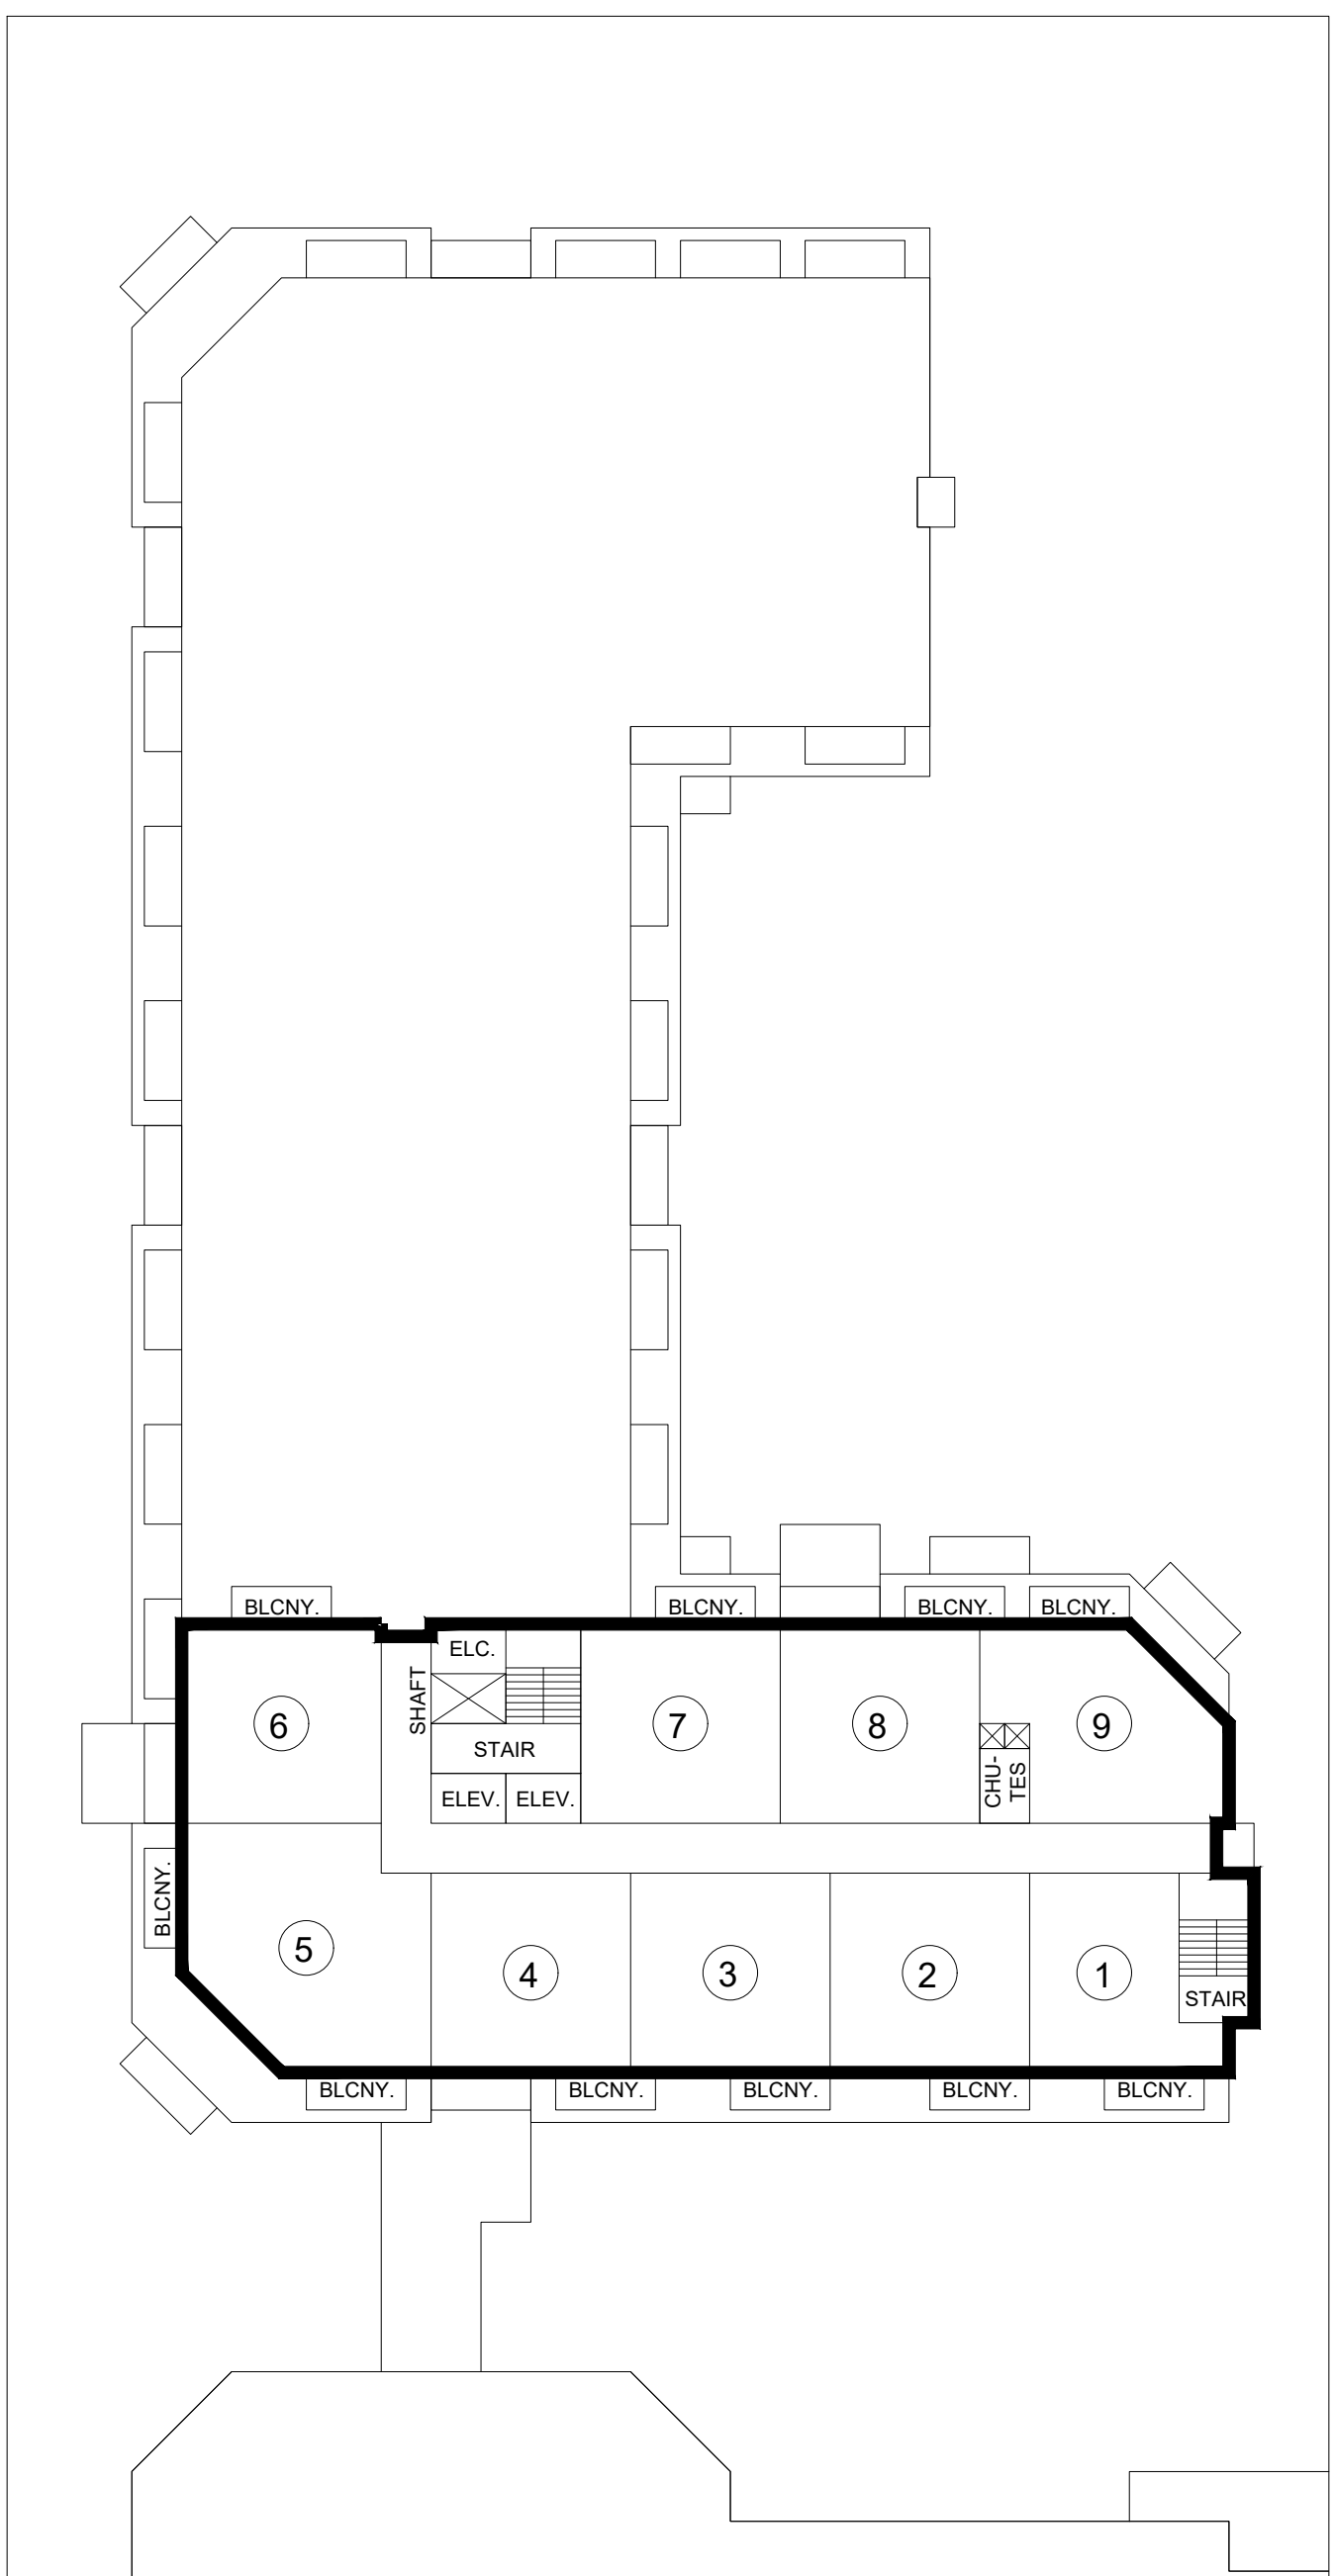 BLCNY.
BLCNY.
BLCNY.
BLCNY.
ELC.
SHAFT
6
7
8
9
STAIR
CHU-
TES
ELEV.
ELEV.
BLCNY.
5
4
3
2
1
STAIR
BLCNY.
BLCNY.
BLCNY.
BLCNY.
BLCNY.